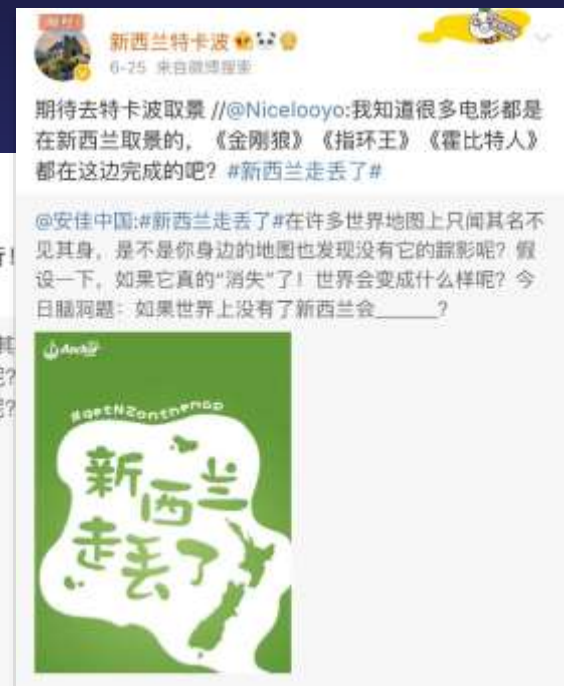 新西兰特卡波
6-25 来自微博搜索
期待去特卡波取景 //@Nicelooyo:我知道很多电影都是
在新西兰取景的，《金刚狼》《指环王》《霍比特人》
都在这边完成的吧？#新西兰走丢了#
@安佳中国:#新西兰走丢了#在许多世界地图上只闻其名不
见其身，是不是你身边的地图也发现没有它的踪影呢？假
设一下，如果它真的“消失”了！世界会变成什么样呢？今
日脑洞题：如果世界上没有了新西兰会______？
Anchor
#getNZonthemap
新西兰
走丢了